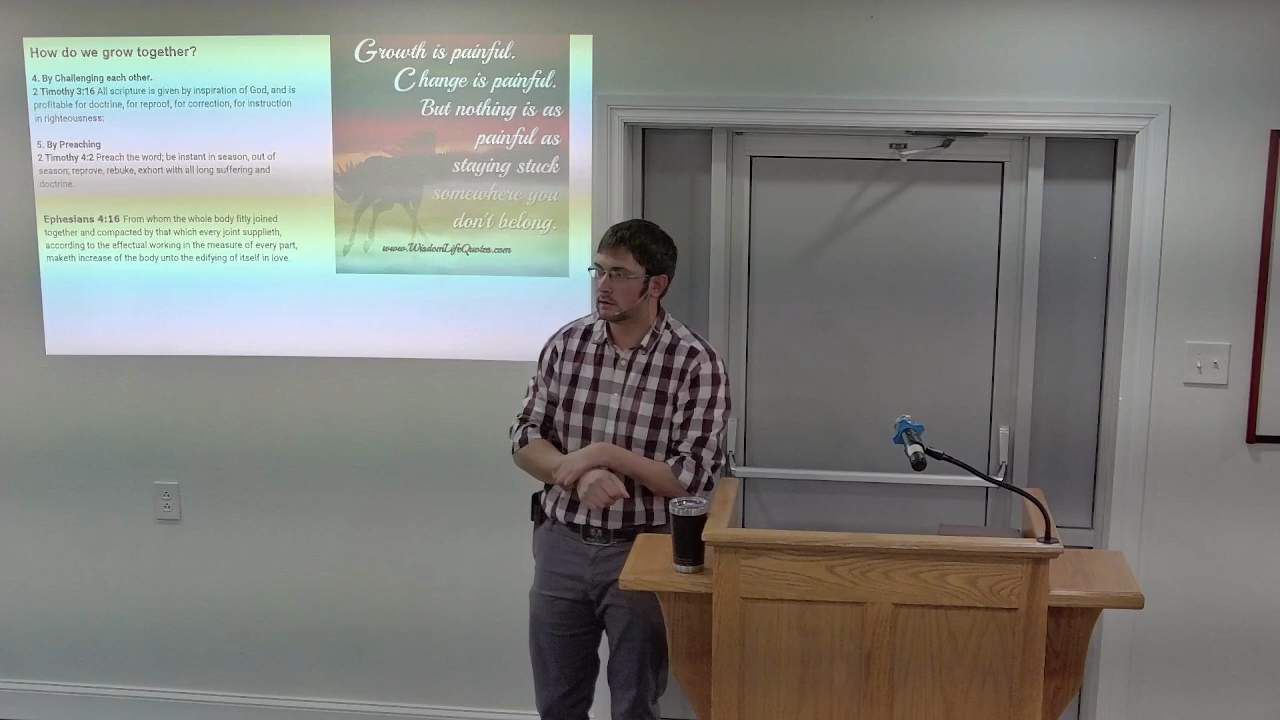 How do we grow together?
4. By Challenging each other.
2 Timothy 3:16 All scripture is given by inspiration of God, and is
profitable for doctrine, for reproof, for correction, for instruction
in righteousness:
5. By Preaching
2 Timothy 4:2 Preach the word; be instant in season, out of
season; reprove, rebuke, exhort with all long suffering and
doctrine.
Ephesians 4:16 From whom the whole body fitly joined
together and compacted by that which every joint supplieth,
according to the effectual working in the measure of every part,
maketh increase of the body unto the edifying of itself in love.
Growth is painful.
Change is painful.
But nothing is as
painful as
staying stuck
somewhere you
don't belong.
www.WisdomLifeQuotes.com